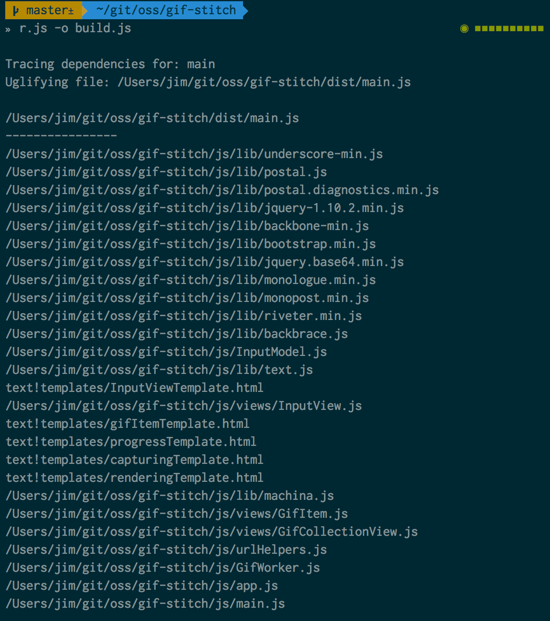 master± ~/git/oss/gif-stitch
» r.js -o build.js
Tracing dependencies for: main
Uglifying file: /Users/jim/git/oss/gif-stitch/dist/main.js
/Users/jim/git/oss/gif-stitch/dist/main.js
----------------
/Users/jim/git/oss/gif-stitch/js/lib/underscore-min.js
/Users/jim/git/oss/gif-stitch/js/lib/postal.js
/Users/jim/git/oss/gif-stitch/js/lib/postal.diagnostics.min.js
/Users/jim/git/oss/gif-stitch/js/lib/jquery-1.10.2.min.js
/Users/jim/git/oss/gif-stitch/js/lib/backbone-min.js
/Users/jim/git/oss/gif-stitch/js/lib/bootstrap.min.js
/Users/jim/git/oss/gif-stitch/js/lib/jquery.base64.min.js
/Users/jim/git/oss/gif-stitch/js/lib/monologue.min.js
/Users/jim/git/oss/gif-stitch/js/lib/monopost.min.js
/Users/jim/git/oss/gif-stitch/js/lib/riveter.min.js
/Users/jim/git/oss/gif-stitch/js/lib/backbrace.js
/Users/jim/git/oss/gif-stitch/js/InputModel.js
/Users/jim/git/oss/gif-stitch/js/lib/text.js
text!templates/InputViewTemplate.html
/Users/jim/git/oss/gif-stitch/js/views/InputView.js
text!templates/gifItemTemplate.html
text!templates/progressTemplate.html
text!templates/capturingTemplate.html
text!templates/renderingTemplate.html
/Users/jim/git/oss/gif-stitch/js/lib/machina.js
/Users/jim/git/oss/gif-stitch/js/views/GifItem.js
/Users/jim/git/oss/gif-stitch/js/views/GifCollectionView.js
/Users/jim/git/oss/gif-stitch/js/urlHelpers.js
/Users/jim/git/oss/gif-stitch/js/GifWorker.js
/Users/jim/git/oss/gif-stitch/js/app.js
/Users/jim/git/oss/gif-stitch/js/main.js